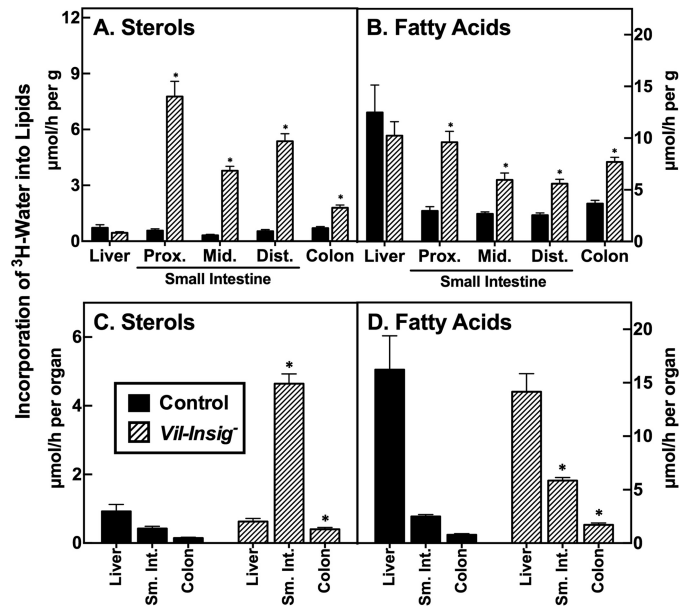 A. Sterols
B. Fatty Acids
12
9
6
3
0
20
15
10
5
0
µmol/h per g
µmol/h per g
*
*
*
*
*
*
*
*
Liver Prox. Mid. Dist. Colon
Small Intestine
Liver Prox. Mid. Dist. Colon
Small Intestine
Incorporation of ³H-Water into Lipids
C. Sterols
D. Fatty Acids
6
4
2
0
20
15
10
5
0
µmol/h per organ
µmol/h per organ
Control
Vil-Insig⁻
*
*
*
*
Liver
Sm. Int.
Colon
Liver
Sm. Int.
Colon
Liver
Sm. Int.
Colon
Liver
Sm. Int.
Colon